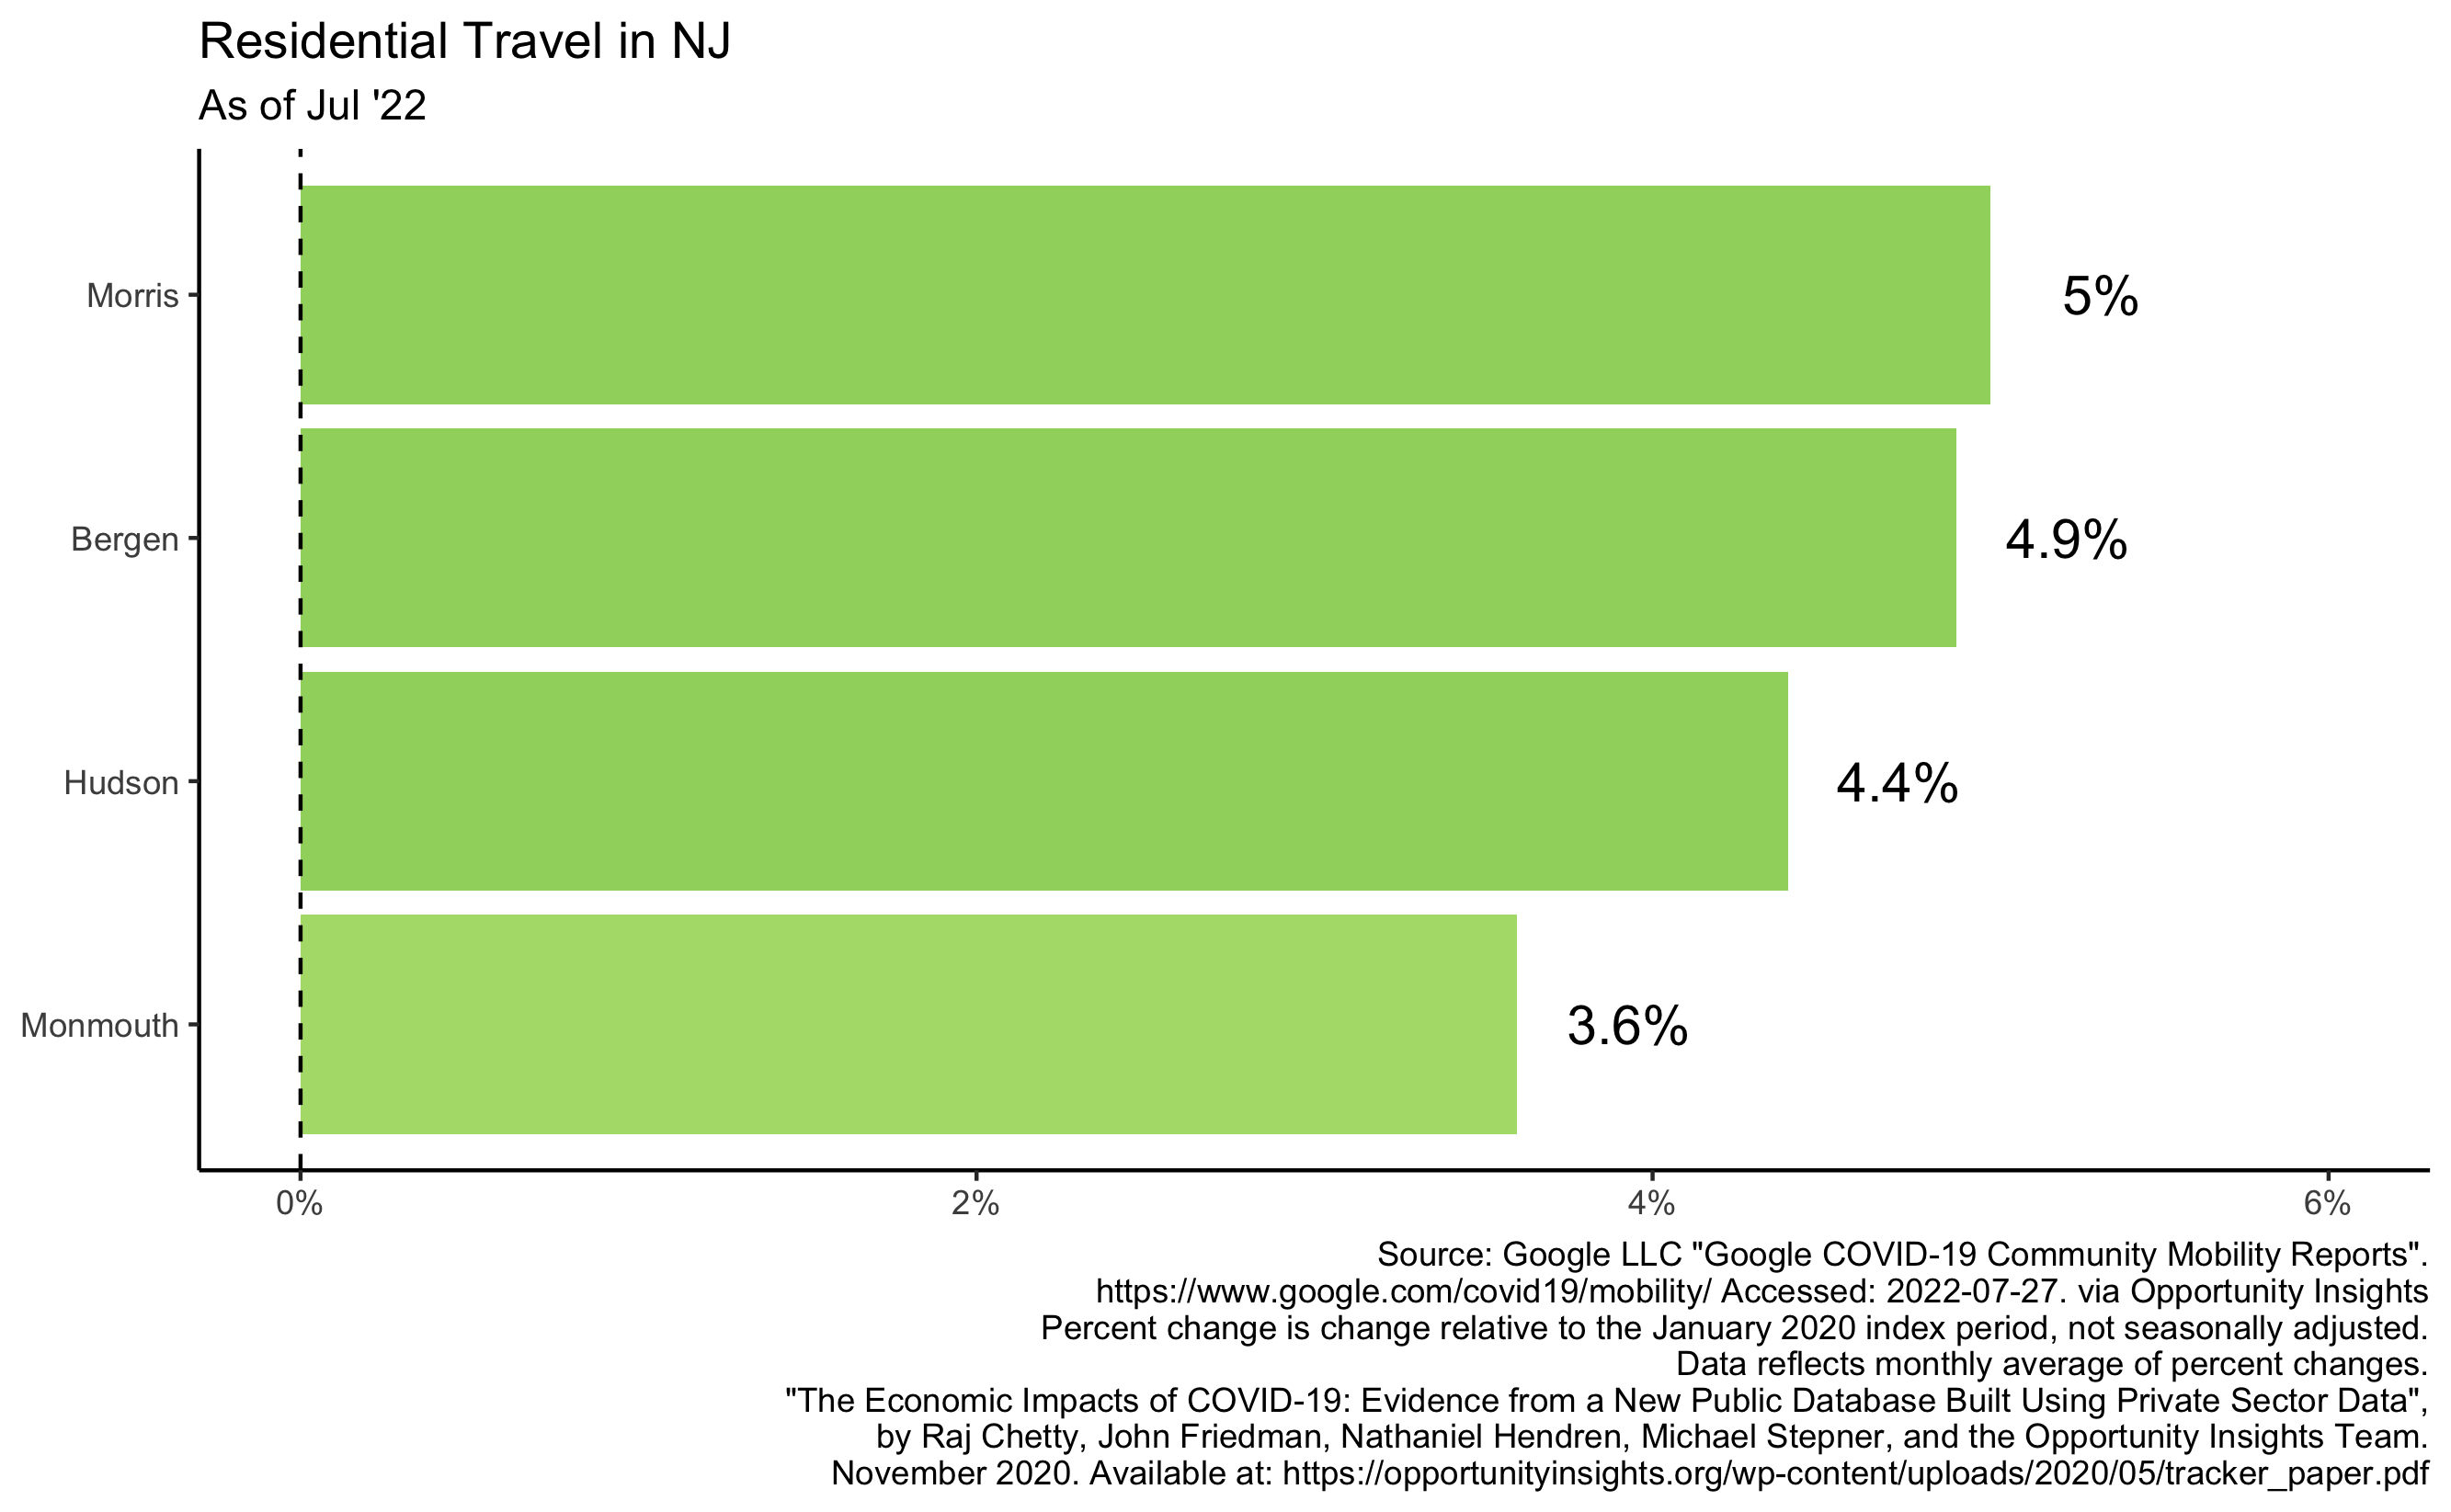 Residential Travel in NJ
As of Jul '22
Morris
5%
Bergen
4.9%
Hudson
4.4%
Monmouth
3.6%
0%
2%
4%
6%
Source: Google LLC "Google COVID-19 Community Mobility Reports".
https://www.google.com/covid19/mobility/ Accessed: 2022-07-27. via Opportunity Insights
Percent change is change relative to the January 2020 index period, not seasonally adjusted.
Data reflects monthly average of percent changes.
"The Economic Impacts of COVID-19: Evidence from a New Public Database Built Using Private Sector Data",
by Raj Chetty, John Friedman, Nathaniel Hendren, Michael Stepner, and the Opportunity Insights Team.
November 2020. Available at: https://opportunityinsights.org/wp-content/uploads/2020/05/tracker_paper.pdf